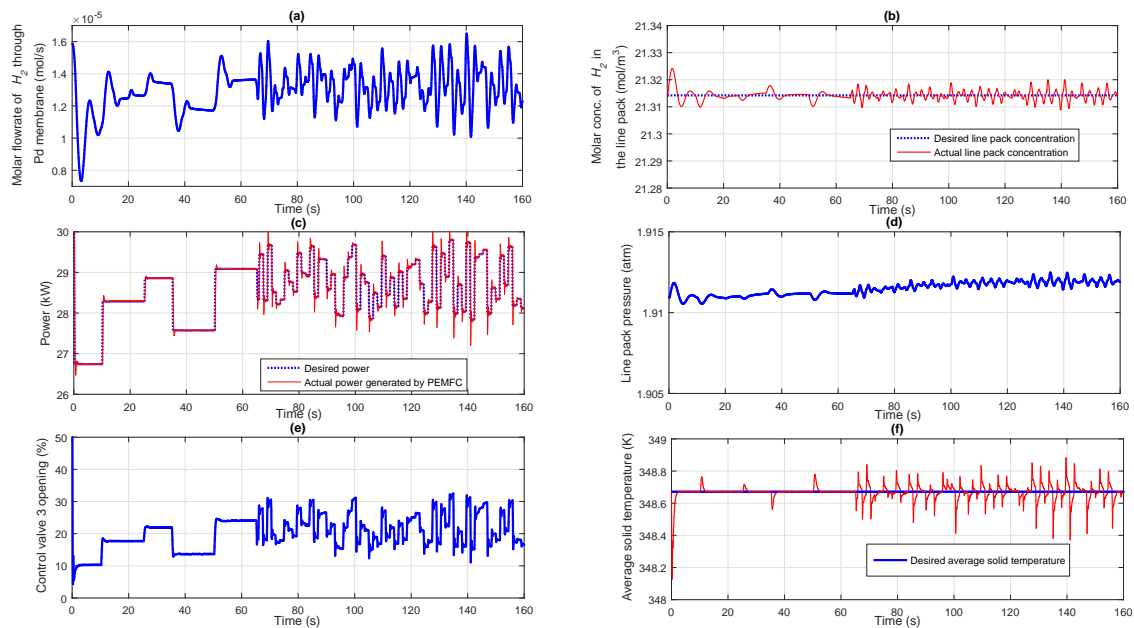 (a)
×10⁻⁵
Molar flowrate of H₂ through
Pd membrane (mol/s)
1.6
1.4
1.2
1
0.8
0 20 40 60 80 100 120 140 160
Time (s)
(b)
Molar conc. of H₂ in
the line pack (mol/m³)
21.34
21.33
21.32
21.31
21.3
21.29
21.28
Desired line pack concentration
Actual line pack concentration
0 20 40 60 80 100 120 140 160
Time (s)
(c)
Power (kW)
30
29
28
27
26
Desired power
Actual power generated by PEMFC
0 20 40 60 80 100 120 140 160
Time (s)
(d)
Line pack pressure (atm)
1.915
1.91
1.905
0 20 40 60 80 100 120 140 160
Time (s)
(e)
Control valve 3 opening (%)
50
40
30
20
10
0
0 20 40 60 80 100 120 140 160
Time (s)
(f)
Average solid temperature (K)
349
348.8
348.6
348.4
348.2
348
Desired average solid temperature
0 20 40 60 80 100 120 140 160
Time (s)